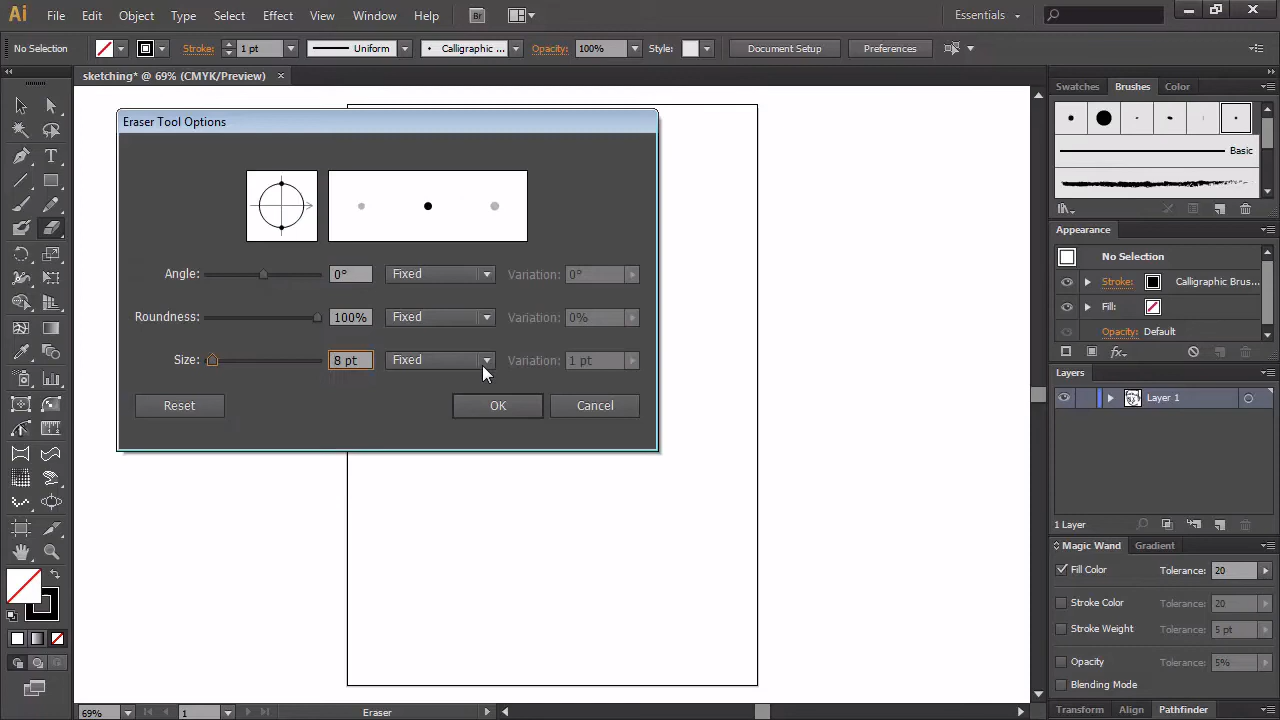 Ai File Edit Object Type Select Effect View Window Help Br Essentials
No Selection Stroke: 1 pt Uniform Calligraphic ... Opacity: 100% Style: Document Setup Preferences
sketching* @ 69% (CMYK/Preview)
Swatches Brushes Color
Eraser Tool Options
Basic
Appearance
No Selection
Stroke: Calligraphic Brus...
Fill:
Opacity: Default
fx
Angle: 0° Fixed Variation: 0°
Roundness: 100% Fixed Variation: 0%
Size: 8 pt Fixed Variation: 1 pt
Reset OK Cancel
Layers
Layer 1
1 Layer
Magic Wand Gradient
Fill Color Tolerance: 20
Stroke Color Tolerance: 20
Stroke Weight Tolerance: 5 pt
Opacity Tolerance: 5%
Blending Mode
Transform Align Pathfinder
69% 1 Eraser